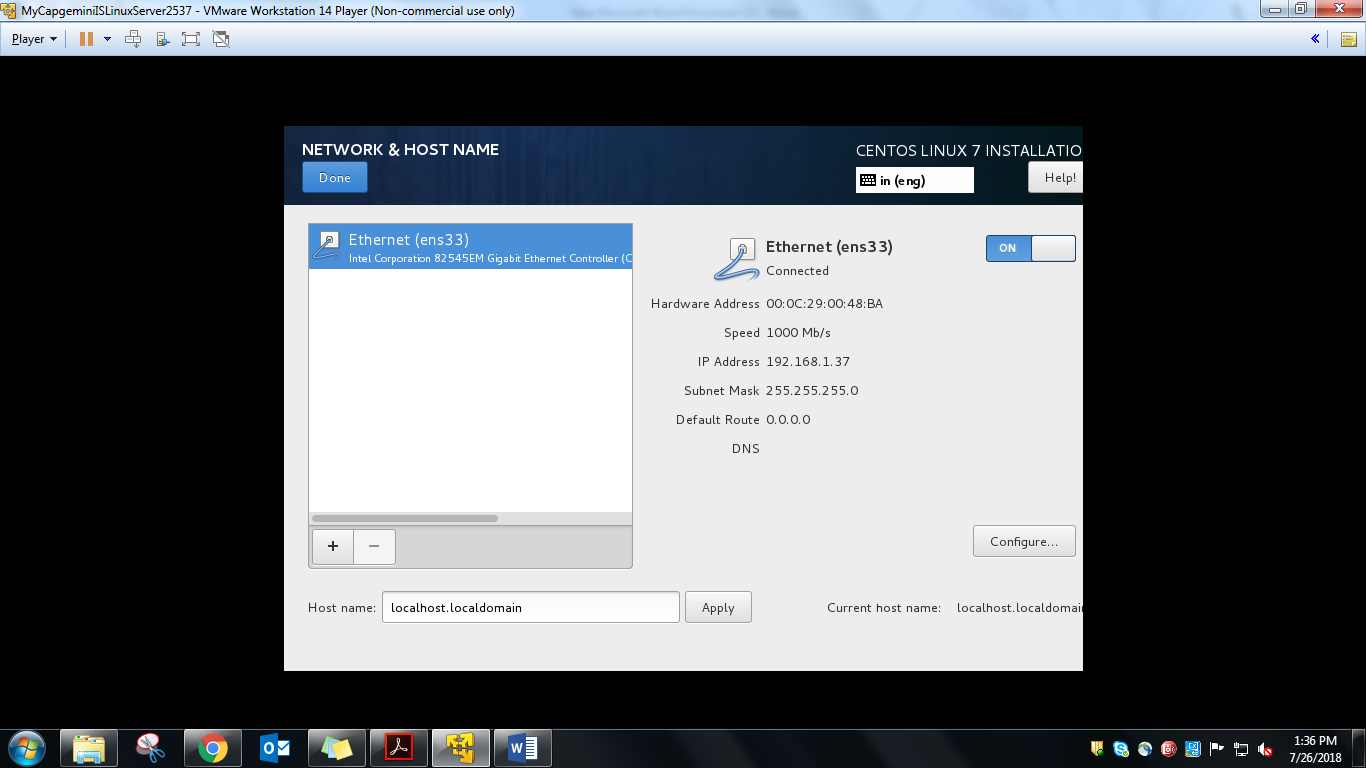 MyCapgeminiISLinuxServer2537 - VMware Workstation 14 Player (Non-commercial use only)
Player
NETWORK & HOST NAME
CENTOS LINUX 7 INSTALLATIO
Done
in (eng)
Help!
Ethernet (ens33)
Intel Corporation 82545EM Gigabit Ethernet Controller (C
Ethernet (ens33)
Connected
ON
Hardware Address 00:0C:29:00:48:BA
Speed 1000 Mb/s
IP Address 192.168.1.37
Subnet Mask 255.255.255.0
Default Route 0.0.0.0
DNS
Configure...
Host name: localhost.localdomain Apply Current host name: localhost.localdomai
1:36 PM
7/26/2018